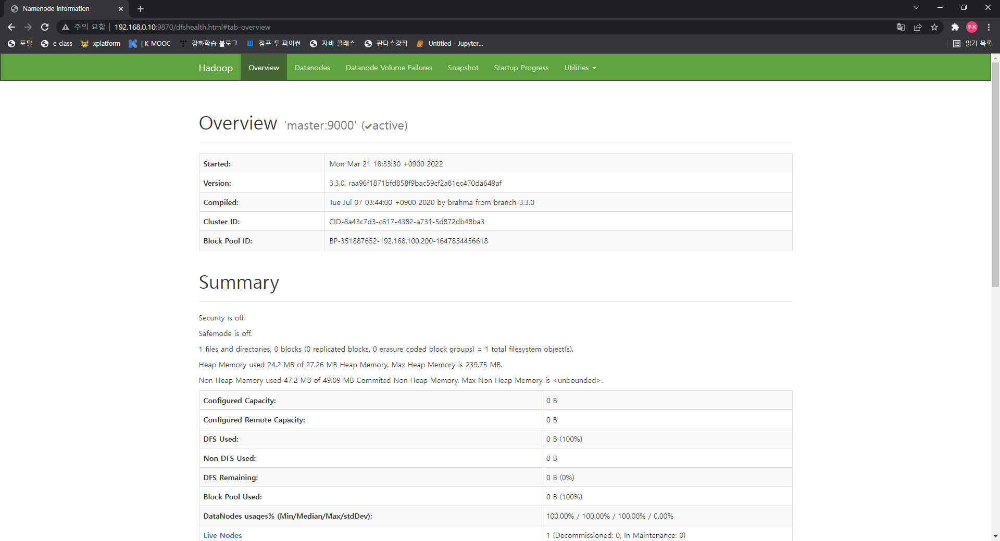 Namenode information
주의 요함 | 192.168.0.10:9870/dfshealth.html#tab-overview
주용
포털 e-class xplatform | K-MOOC 강화학습 블로그 점프 투 파이썬 자바 클래스 판다스강좌 Untitled - Jupyter... 읽기 목록
Hadoop Overview Datanodes Datanode Volume Failures Snapshot Startup Progress Utilities
Overview 'master:9000' (✔active)
Started: Mon Mar 21 18:33:30 +0900 2022
Version: 3.3.0, raa96f1871bfd858f9bac59cf2a81ec470da649af
Compiled: Tue Jul 07 03:44:00 +0900 2020 by brahma from branch-3.3.0
Cluster ID: CID-8a43c7d3-c617-4382-a731-5d872db48ba3
Block Pool ID: BP-351887652-192.168.100.200-1647854456618
Summary
Security is off.
Safemode is off.
1 files and directories, 0 blocks (0 replicated blocks, 0 erasure coded block groups) = 1 total filesystem object(s).
Heap Memory used 24.2 MB of 27.26 MB Heap Memory. Max Heap Memory is 239.75 MB.
Non Heap Memory used 47.2 MB of 49.09 MB Commited Non Heap Memory. Max Non Heap Memory is <unbounded>.
Configured Capacity: 0 B
Configured Remote Capacity: 0 B
DFS Used: 0 B (100%)
Non DFS Used: 0 B
DFS Remaining: 0 B (0%)
Block Pool Used: 0 B (100%)
DataNodes usages% (Min/Median/Max/stdDev): 100.00% / 100.00% / 100.00% / 0.00%
Live Nodes 1 (Decommissioned: 0, In Maintenance: 0)